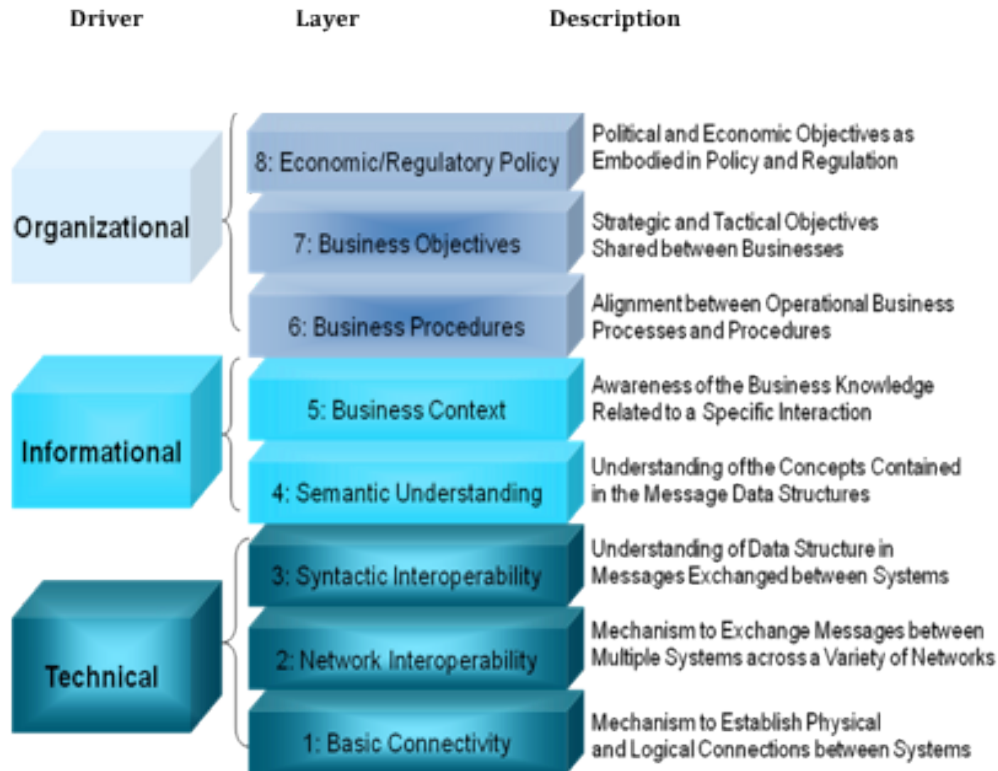 Driver Layer Description
Organizational
8: Economic/Regulatory Policy
Political and Economic Objectives as
Embodied in Policy and Regulation
7: Business Objectives
Strategic and Tactical Objectives
Shared between Businesses
6: Business Procedures
Alignment between Operational Business
Processes and Procedures
Informational
5: Business Context
Awareness of the Business Knowledge
Related to a Specific Interaction
4: Semantic Understanding
Understanding of the Concepts Contained
in the Message Data Structures
Technical
3: Syntactic Interoperability
Understanding of Data Structure in
Messages Exchanged between Systems
2: Network Interoperability
Mechanism to Exchange Messages between
Multiple Systems across a Variety of Networks
1: Basic Connectivity
Mechanism to Establish Physical
and Logical Connections between Systems